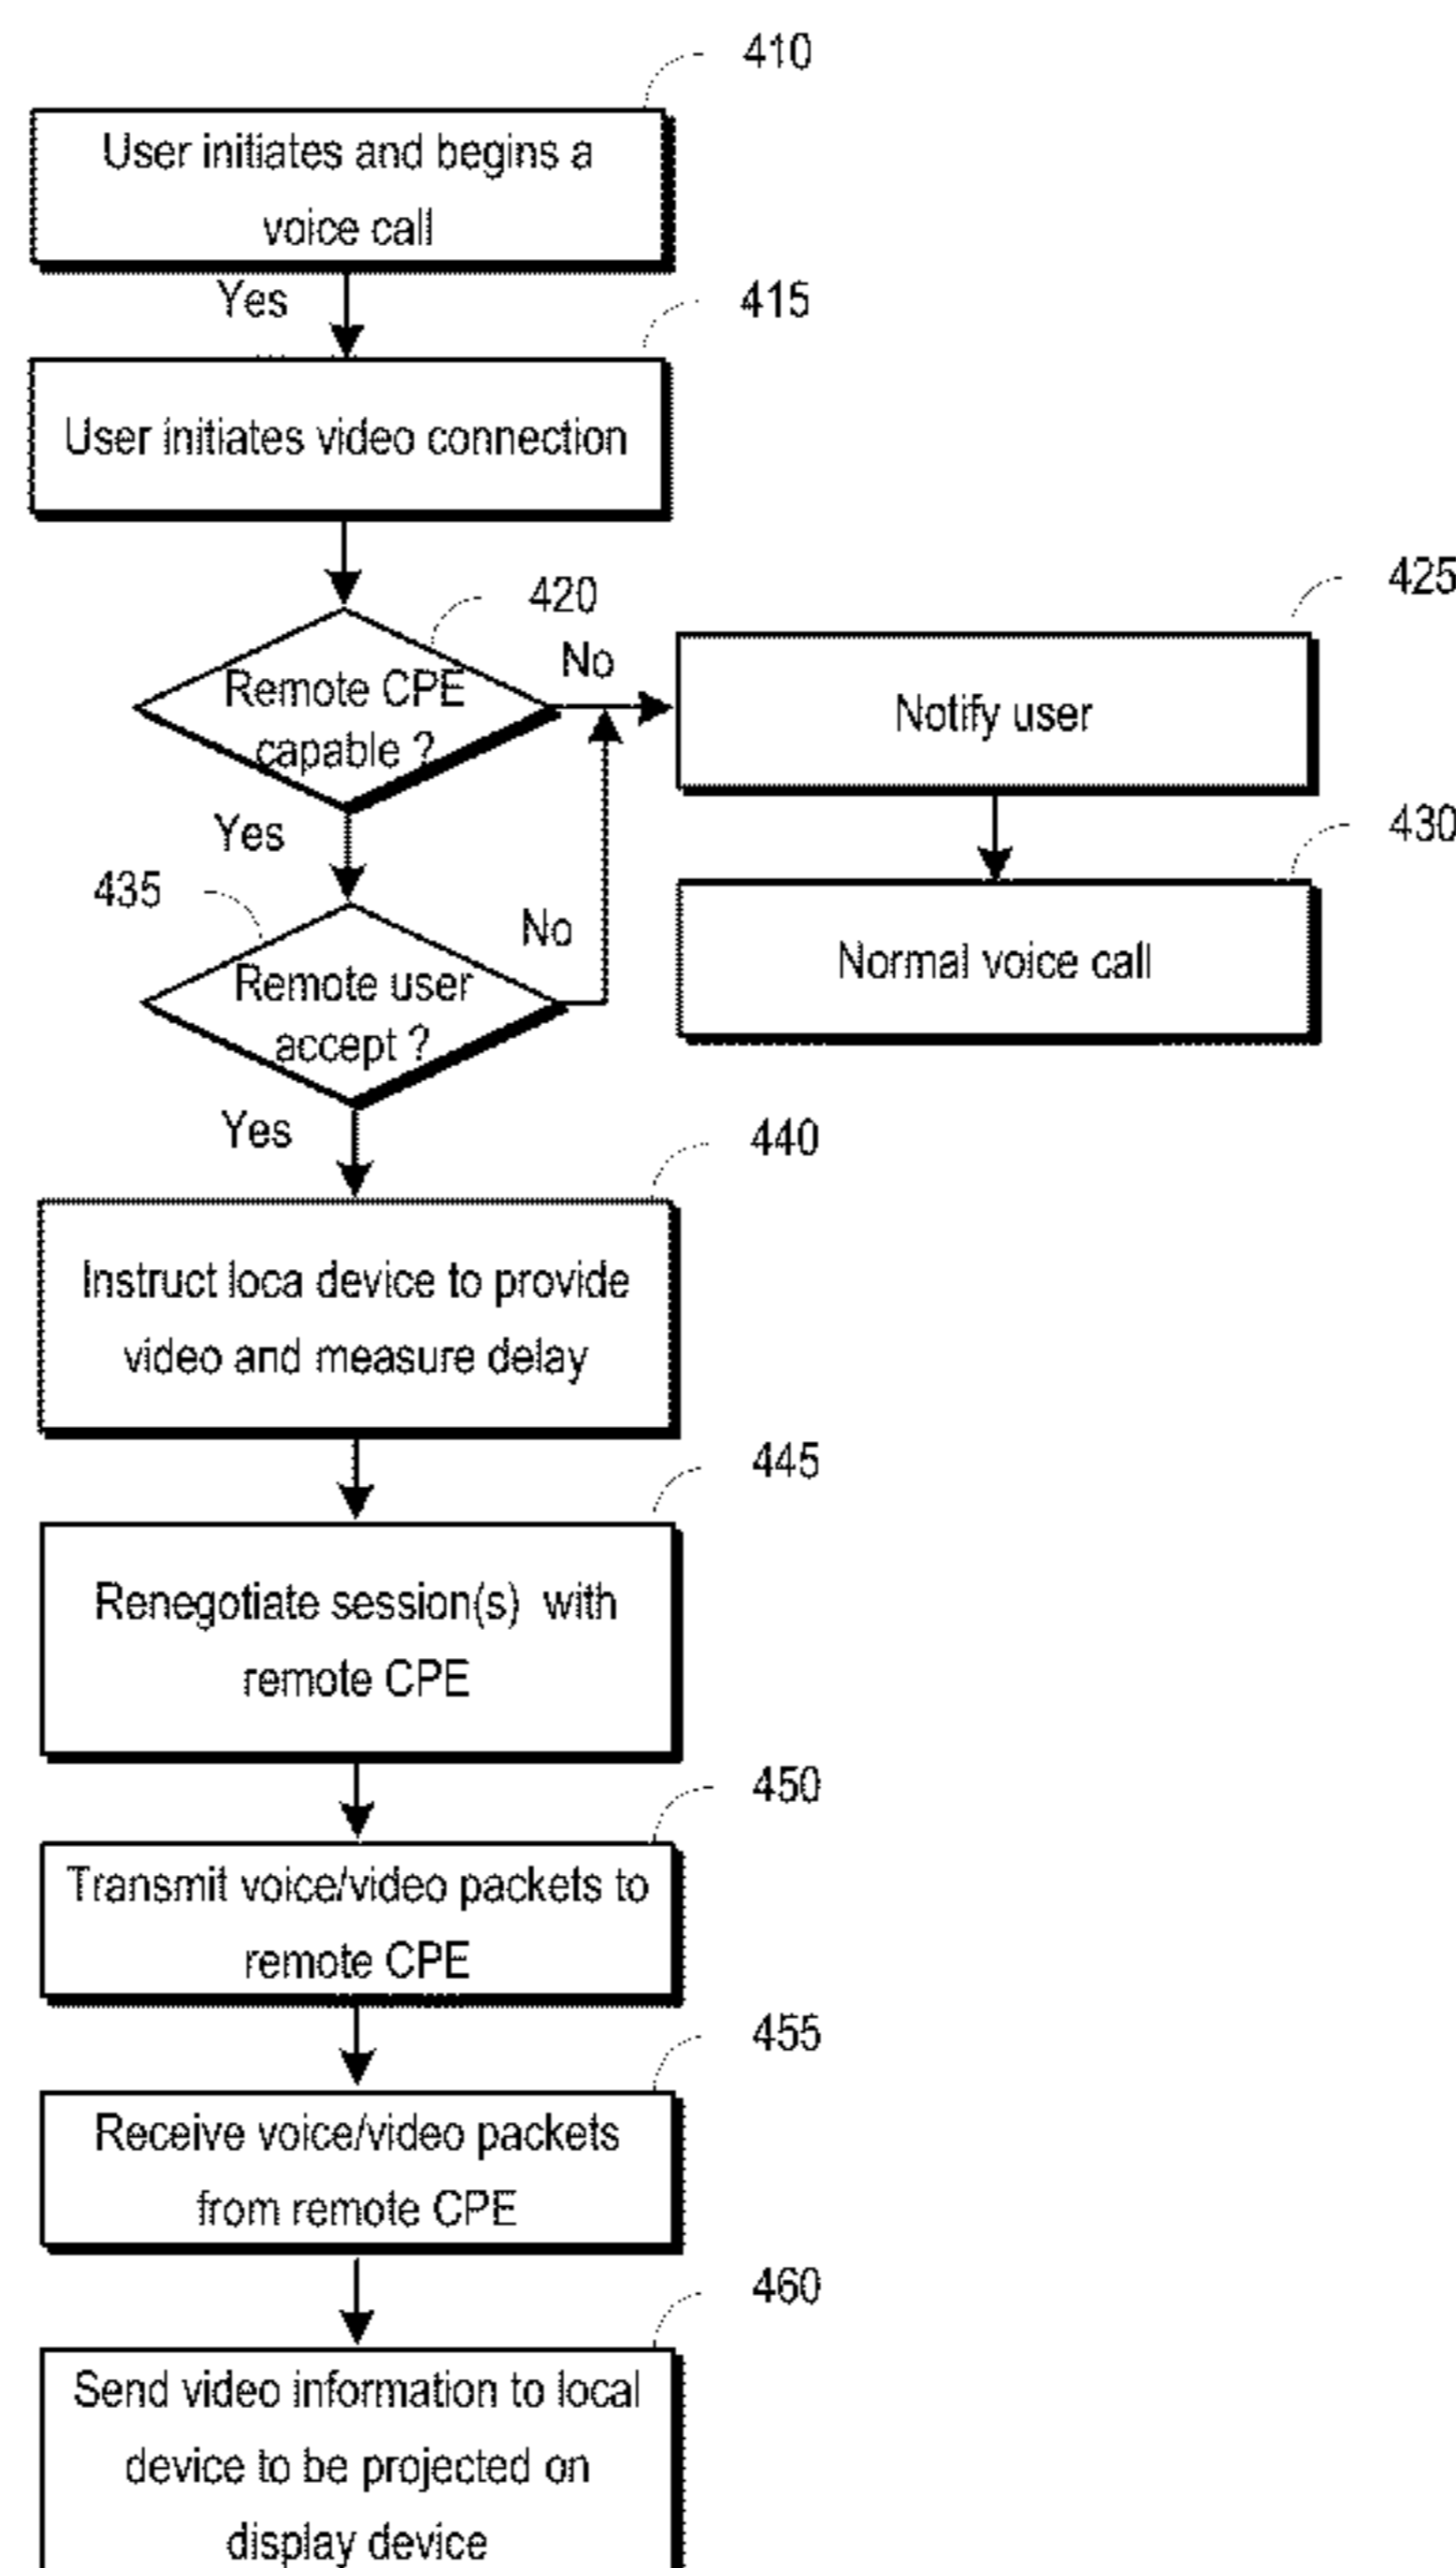 410
User initiates and begins a
voice call
Yes
415
User initiates video connection
420
Remote CPE
capable ?
No
425
Notify user
Yes
430
Normal voice call
435
Remote user
accept ?
No
Yes
440
Instruct loca device to provide
video and measure delay
445
Renegotiate session(s) with
remote CPE
450
Transmit voice/video packets to
remote CPE
455
Receive voice/video packets
from remote CPE
460
Send video information to local
device to be projected on
display device